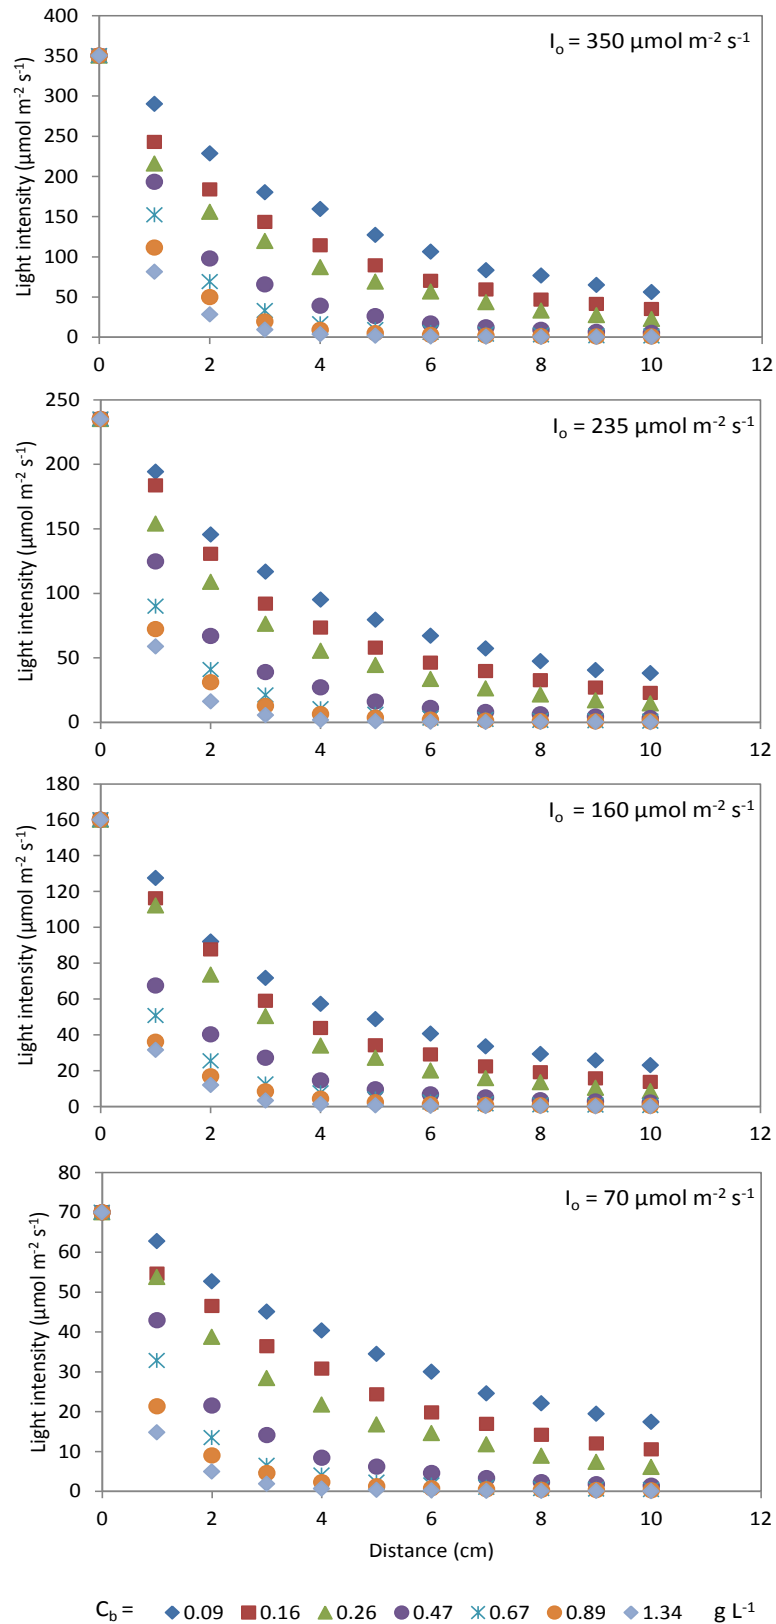 I₀ = 350 µmol m⁻² s⁻¹
Light intensity (µmol m⁻² s⁻¹)
400
350
300
250
200
150
100
50
0
0 2 4 6 8 10 12
I₀ = 235 µmol m⁻² s⁻¹
Light intensity (µmol m⁻² s⁻¹)
250
200
150
100
50
0
0 2 4 6 8 10 12
I₀ = 160 µmol m⁻² s⁻¹
Light intensity (µmol m⁻² s⁻¹)
180
160
140
120
100
80
60
40
20
0
0 2 4 6 8 10 12
I₀ = 70 µmol m⁻² s⁻¹
Light intensity (µmol m⁻² s⁻¹)
80
70
60
50
40
30
20
10
0
0 2 4 6 8 10 12
Distance (cm)
C_b = 0.09 0.16 0.26 0.47 0.67 0.89 1.34 g L⁻¹